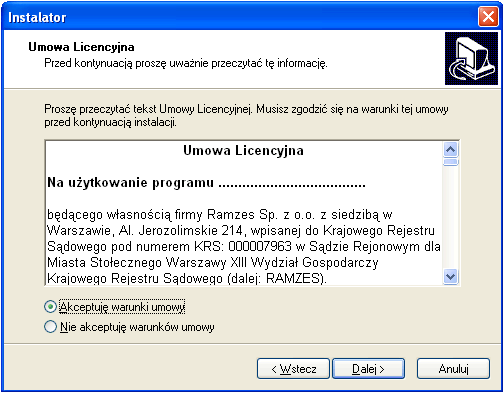 Instalator
Umowa Licencyjna
Przed kontynuacją proszę uważnie przeczytać tę informację.
Proszę przeczytać tekst Umowy Licencyjnej. Musisz zgodzić się na warunki tej umowy
przed kontynuacją instalacji.
Umowa Licencyjna
Na użytkowanie programu .....................................
będącego własnością firmy Ramzes Sp. z o.o. z siedzibą w
Warszawie, Al. Jerozolimskie 214, wpisanej do Krajowego Rejestru
Sądowego pod numerem KRS: 000007963 w Sądzie Rejonowym dla
Miasta Stołecznego Warszawy XIII Wydział Gospodarczy
Krajowego Rejestru Sądowego (dalej: RAMZES).
Akceptuję warunki umowy
Nie akceptuję warunków umowy
< Wstecz
Dalej >
Anuluj